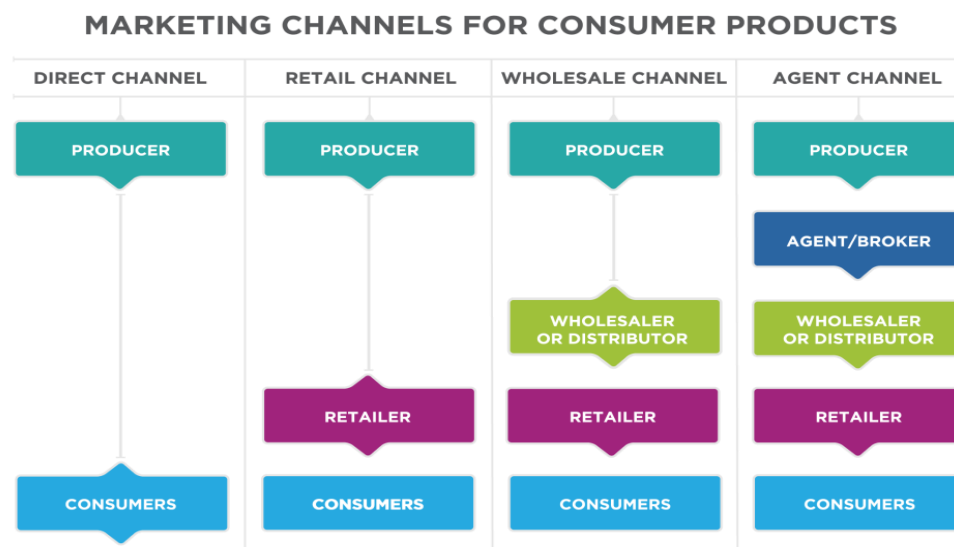 MARKETING CHANNELS FOR CONSUMER PRODUCTS
DIRECT CHANNEL
PRODUCER
CONSUMERS
RETAIL CHANNEL
PRODUCER
RETAILER
CONSUMERS
WHOLESALE CHANNEL
PRODUCER
WHOLESALER
OR DISTRIBUTOR
RETAILER
CONSUMERS
AGENT CHANNEL
PRODUCER
AGENT/BROKER
WHOLESALER
OR DISTRIBUTOR
RETAILER
CONSUMERS